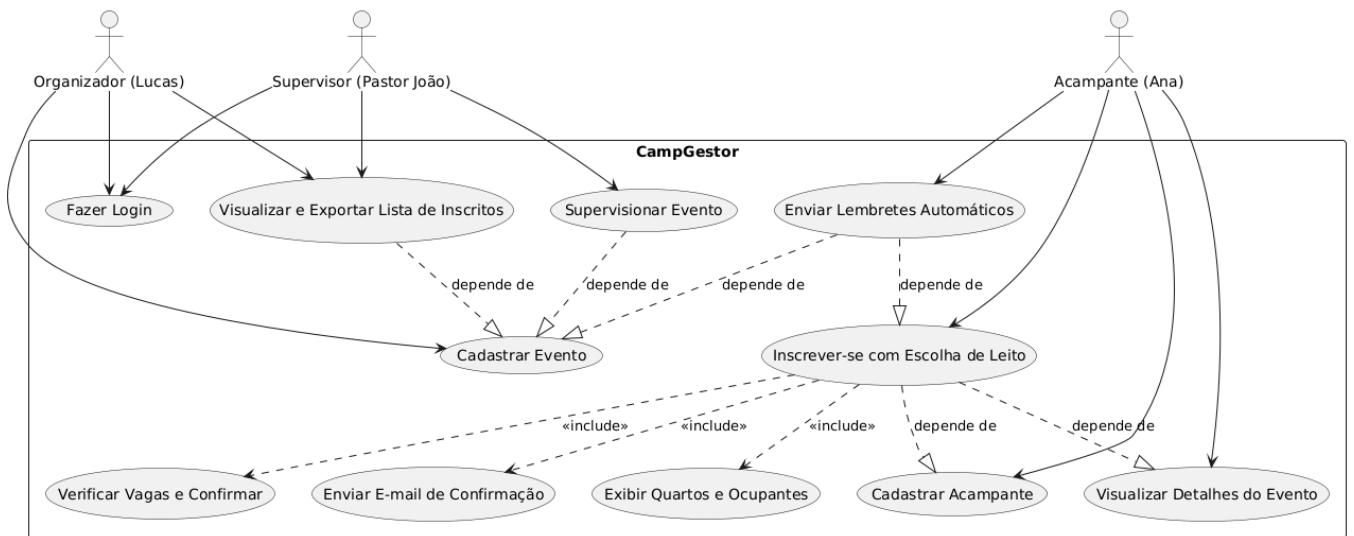 Organizador (Lucas)
Supervisor (Pastor João)
Acampante (Ana)
CampGestor
Fazer Login
Visualizar e Exportar Lista de Inscritos
Supervisionar Evento
Enviar Lembretes Automáticos
depende de
depende de
depende de
depende de
Cadastrar Evento
Inscrever-se com Escolha de Leito
«include»
«include»
«include»
depende de
depende de
Verificar Vagas e Confirmar
Enviar E-mail de Confirmação
Exibir Quartos e Ocupantes
Cadastrar Acampante
Visualizar Detalhes do Evento